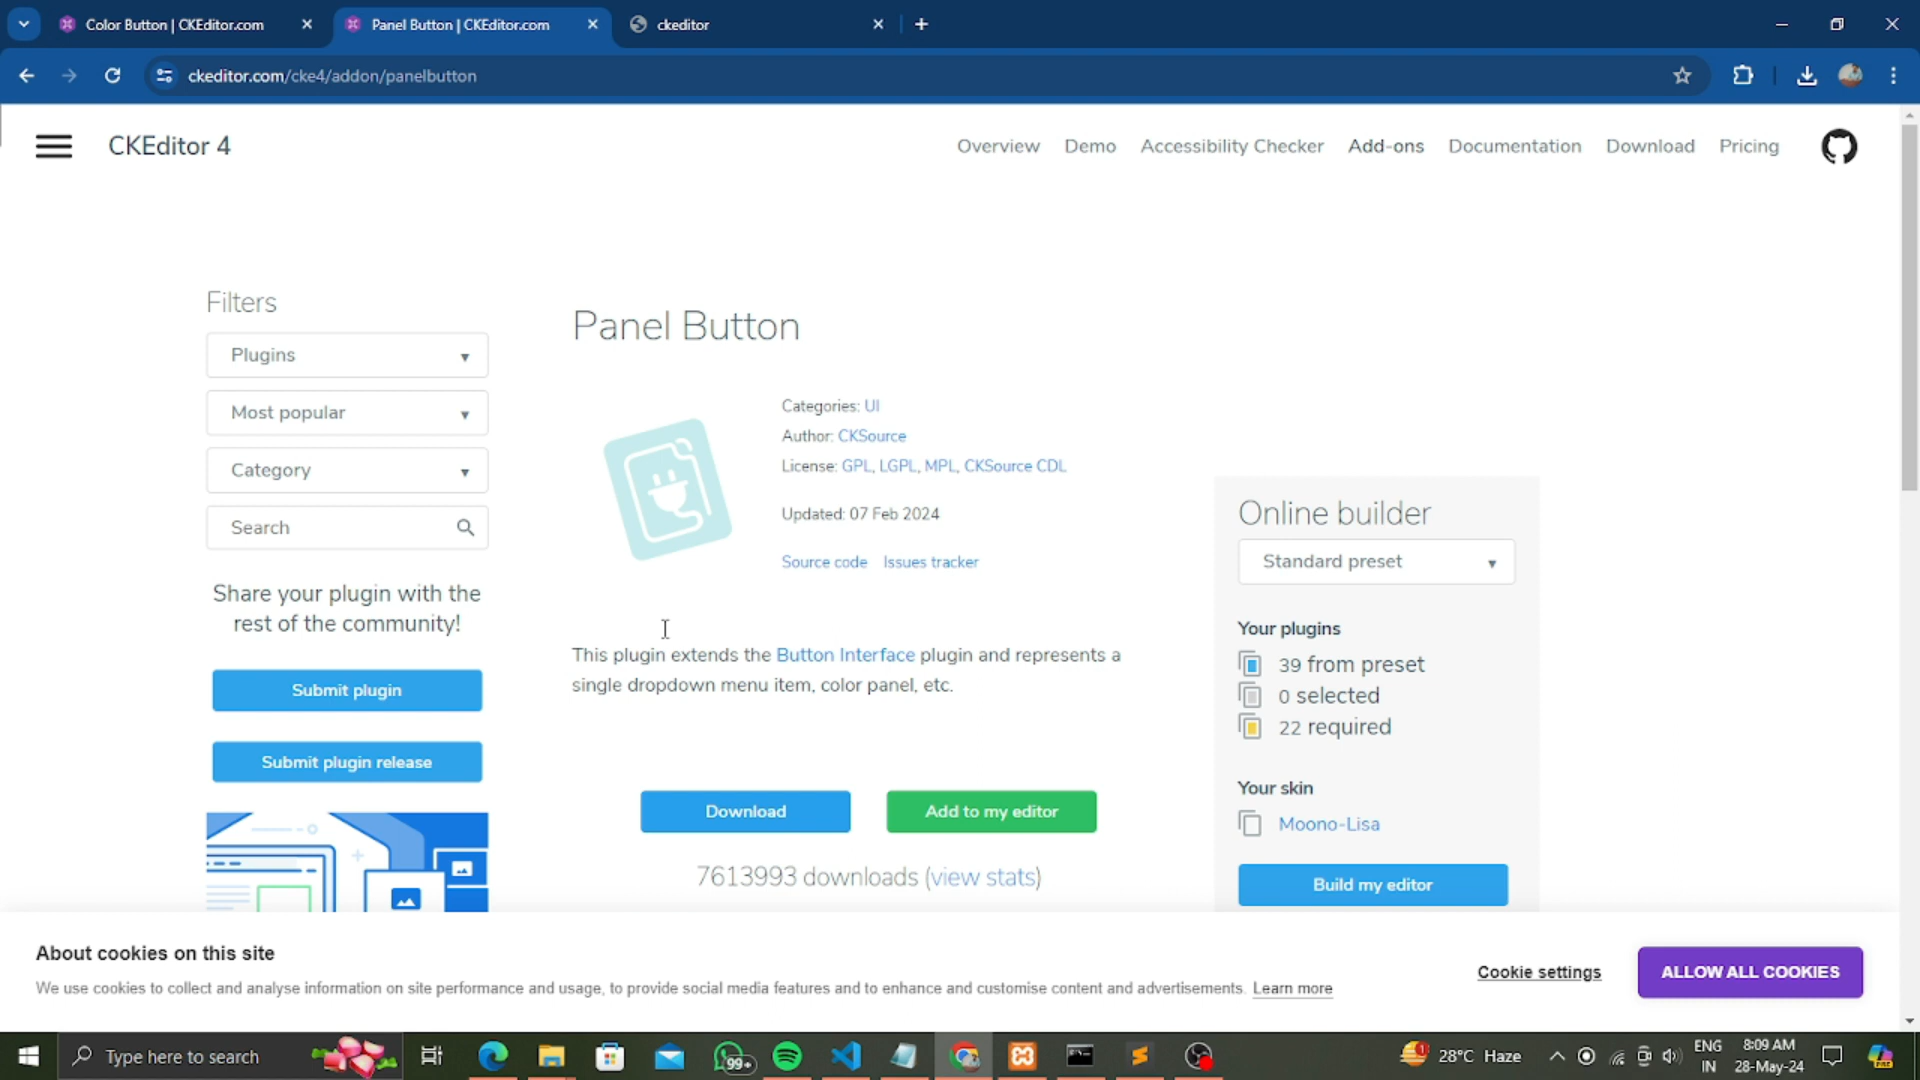 Color Button | CKEditor.com
Panel Button | CKEditor.com
ckeditor
ckeditor.com/cke4/addon/panelbutton
CKEditor 4
Overview Demo Accessibility Checker Add-ons Documentation Download Pricing
Filters
Plugins
Most popular
Category
Search
Share your plugin with the
rest of the community!
Submit plugin
Submit plugin release
Panel Button
Categories: UI
Author: CKSource
License: GPL, LGPL, MPL, CKSource CDL
Updated: 07 Feb 2024
Source code Issues tracker
This plugin extends the Button Interface plugin and represents a
single dropdown menu item, color panel, etc.
Download
Add to my editor
7613993 downloads (view stats)
Online builder
Standard preset
Your plugins
39 from preset
0 selected
22 required
Your skin
Moono-Lisa
Build my editor
About cookies on this site
We use cookies to collect and analyse information on site performance and usage, to provide social media features and to enhance and customise content and advertisements. Learn more
Cookie settings
ALLOW ALL COOKIES
Type here to search
99+
1
28°C Haze
ENG
IN
8:09 AM
28-May-24